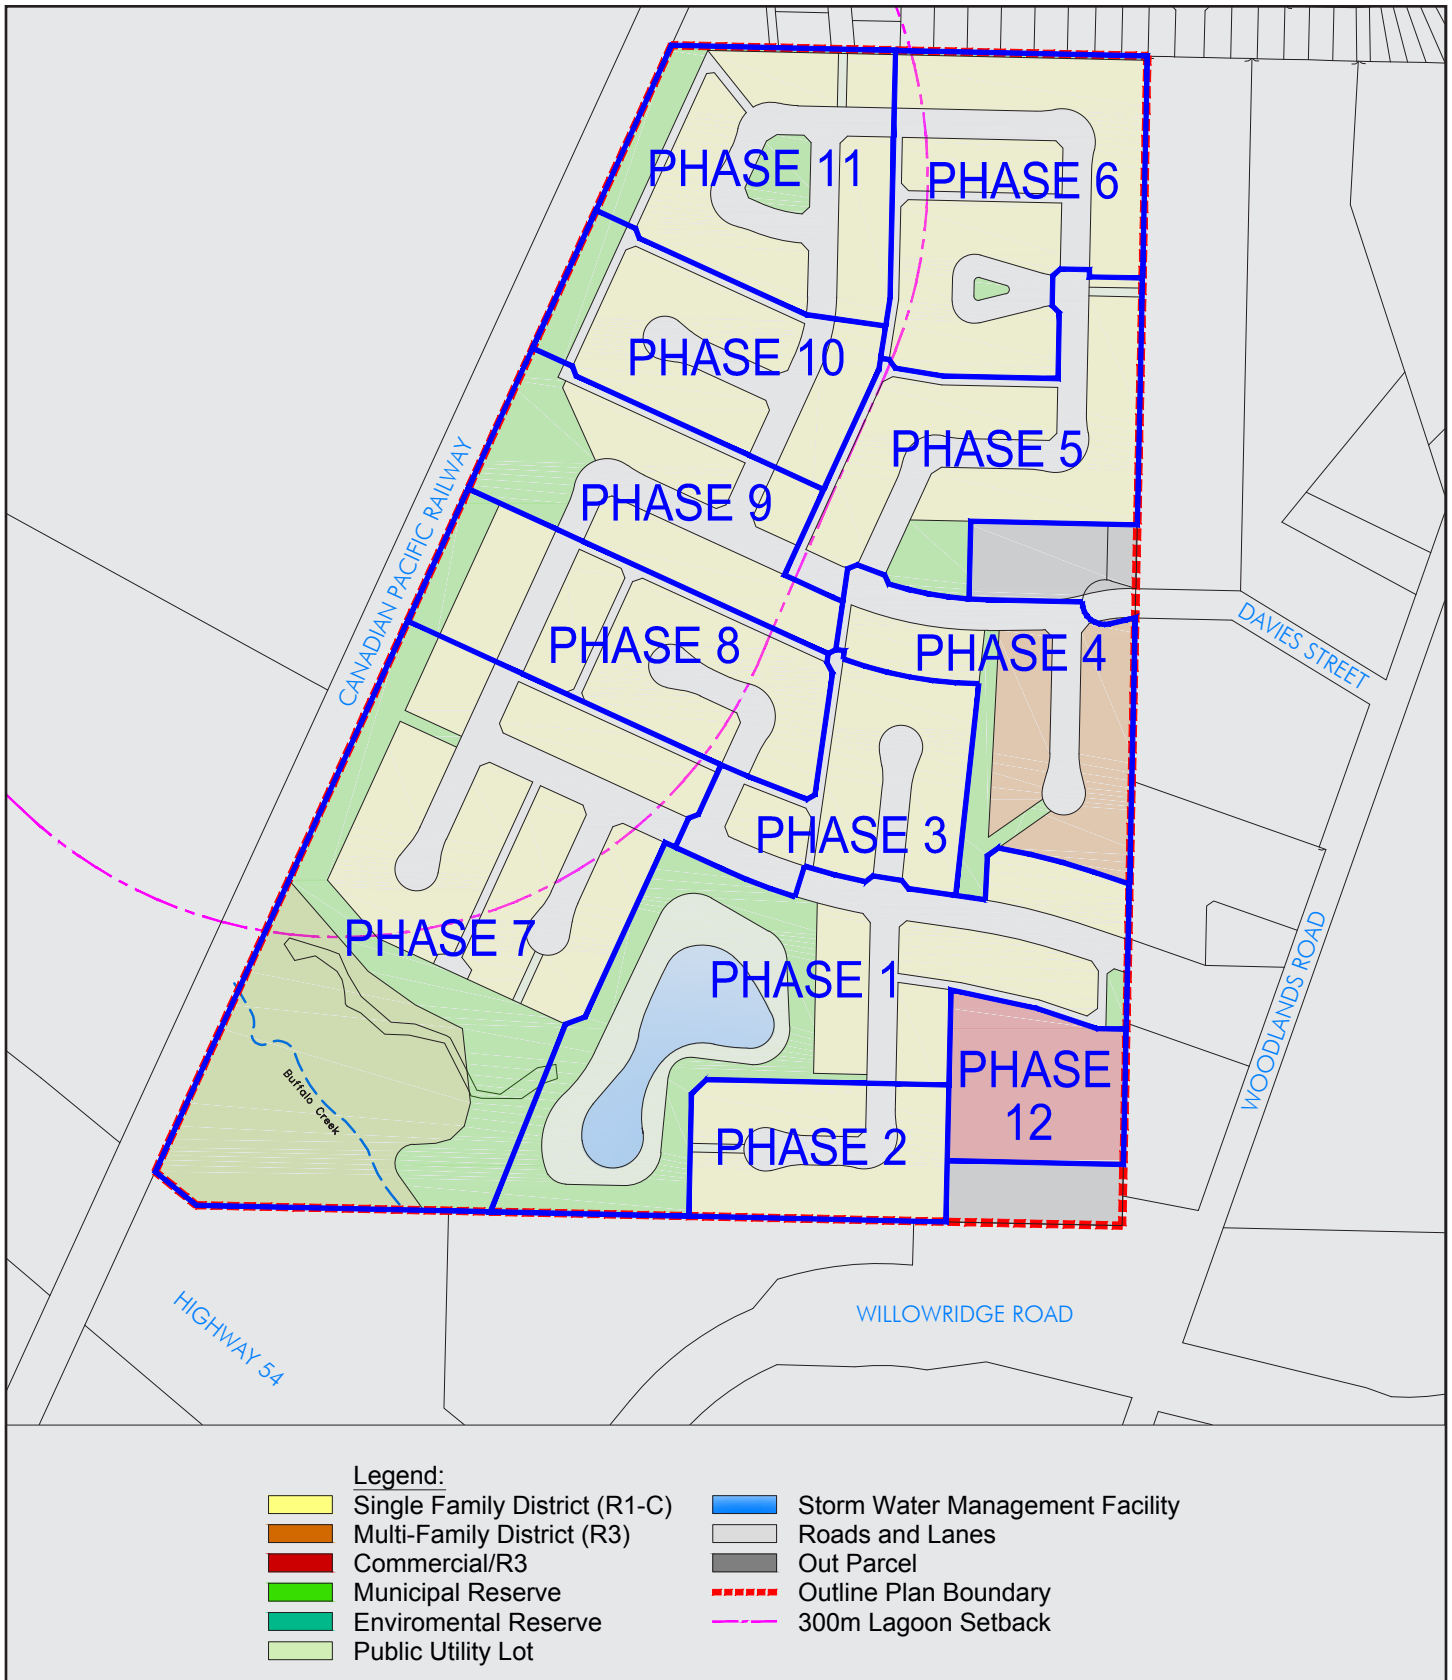 PHASE 11
PHASE 6
PHASE 10
PHASE 5
PHASE 9
CANADIAN PACIFIC RAILWAY
DAVIES STREET
PHASE 8
PHASE 4
PHASE 3
PHASE 7
PHASE 1
WOODLANDS ROAD
PHASE
12
Buffalo Creek
PHASE 2
HIGHWAY 54
WILLOWRIDGE ROAD
Legend:
Single Family District (R1-C)
Multi-Family District (R3)
Commercial/R3
Municipal Reserve
Enviromental Reserve
Public Utility Lot
Storm Water Management Facility
Roads and Lanes
Out Parcel
Outline Plan Boundary
300m Lagoon Setback